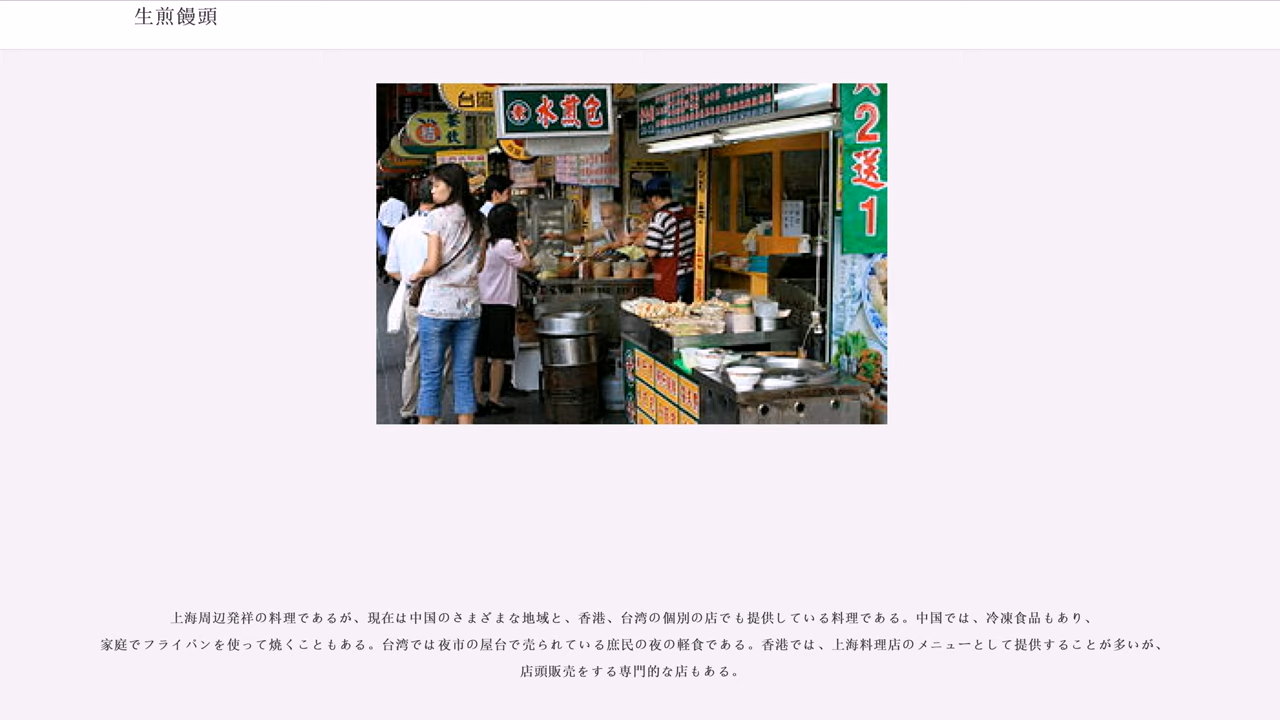 生煎饅頭
台
水煎包
2
送
1
上海周辺発祥の料理であるが、現在は中国のさまざまな地域と、香港、台湾の個別の店でも提供している料理である。中国では、冷凍食品もあり、
家庭でフライパンを使って焼くこともある。台湾では夜市の屋台で売られている庶民の夜の軽食である。香港では、上海料理店のメニューとして提供することが多いが、
店頭販売をする専門的な店もある。